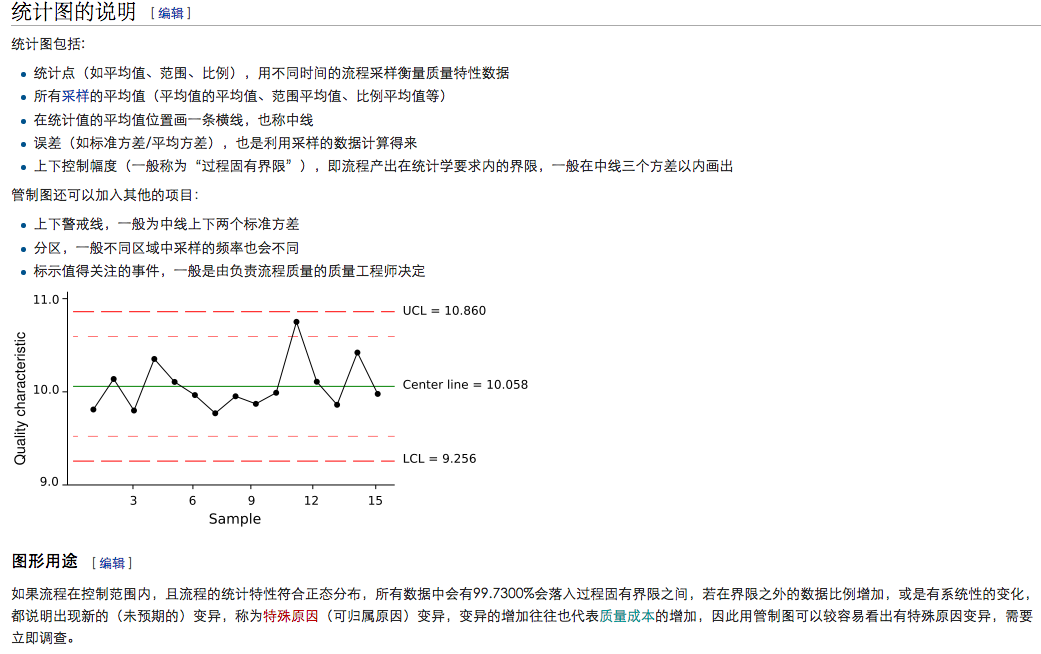 统计图的说明 [编辑]
统计图包括:
统计点（如平均值、范围、比例），用不同时间的流程采样衡量质量特性数据
所有采样的平均值（平均值的平均值、范围平均值、比例平均值等）
在统计值的平均值位置画一条横线，也称中线
误差（如标准方差/平均方差），也是利用采样的数据计算得来
上下控制幅度（一般称为“过程固有界限”），即流程产出在统计学要求内的界限，一般在中线三个方差以内画出
管制图还可以加入其他的项目：
上下警戒线，一般为中线上下两个标准方差
分区，一般不同区域中采样的频率也会不同
标示值得关注的事件，一般是由负责流程质量的质量工程师决定
11.0
UCL = 10.860
Quality characteristic
10.0
Center line = 10.058
LCL = 9.256
9.0
3 6 9 12 15
Sample
图形用途 [编辑]
如果流程在控制范围内，且流程的统计特性符合正态分布，所有数据中会有99.7300%会落入过程固有界限之间，若在界限之外的数据比例增加，或是有系统性的变化，
都说明出现新的（未预期的）变异，称为特殊原因（可归属原因）变异，变异的增加往往也代表质量成本的增加，因此用管制图可以较容易看出有特殊原因变异，需要
立即调查。